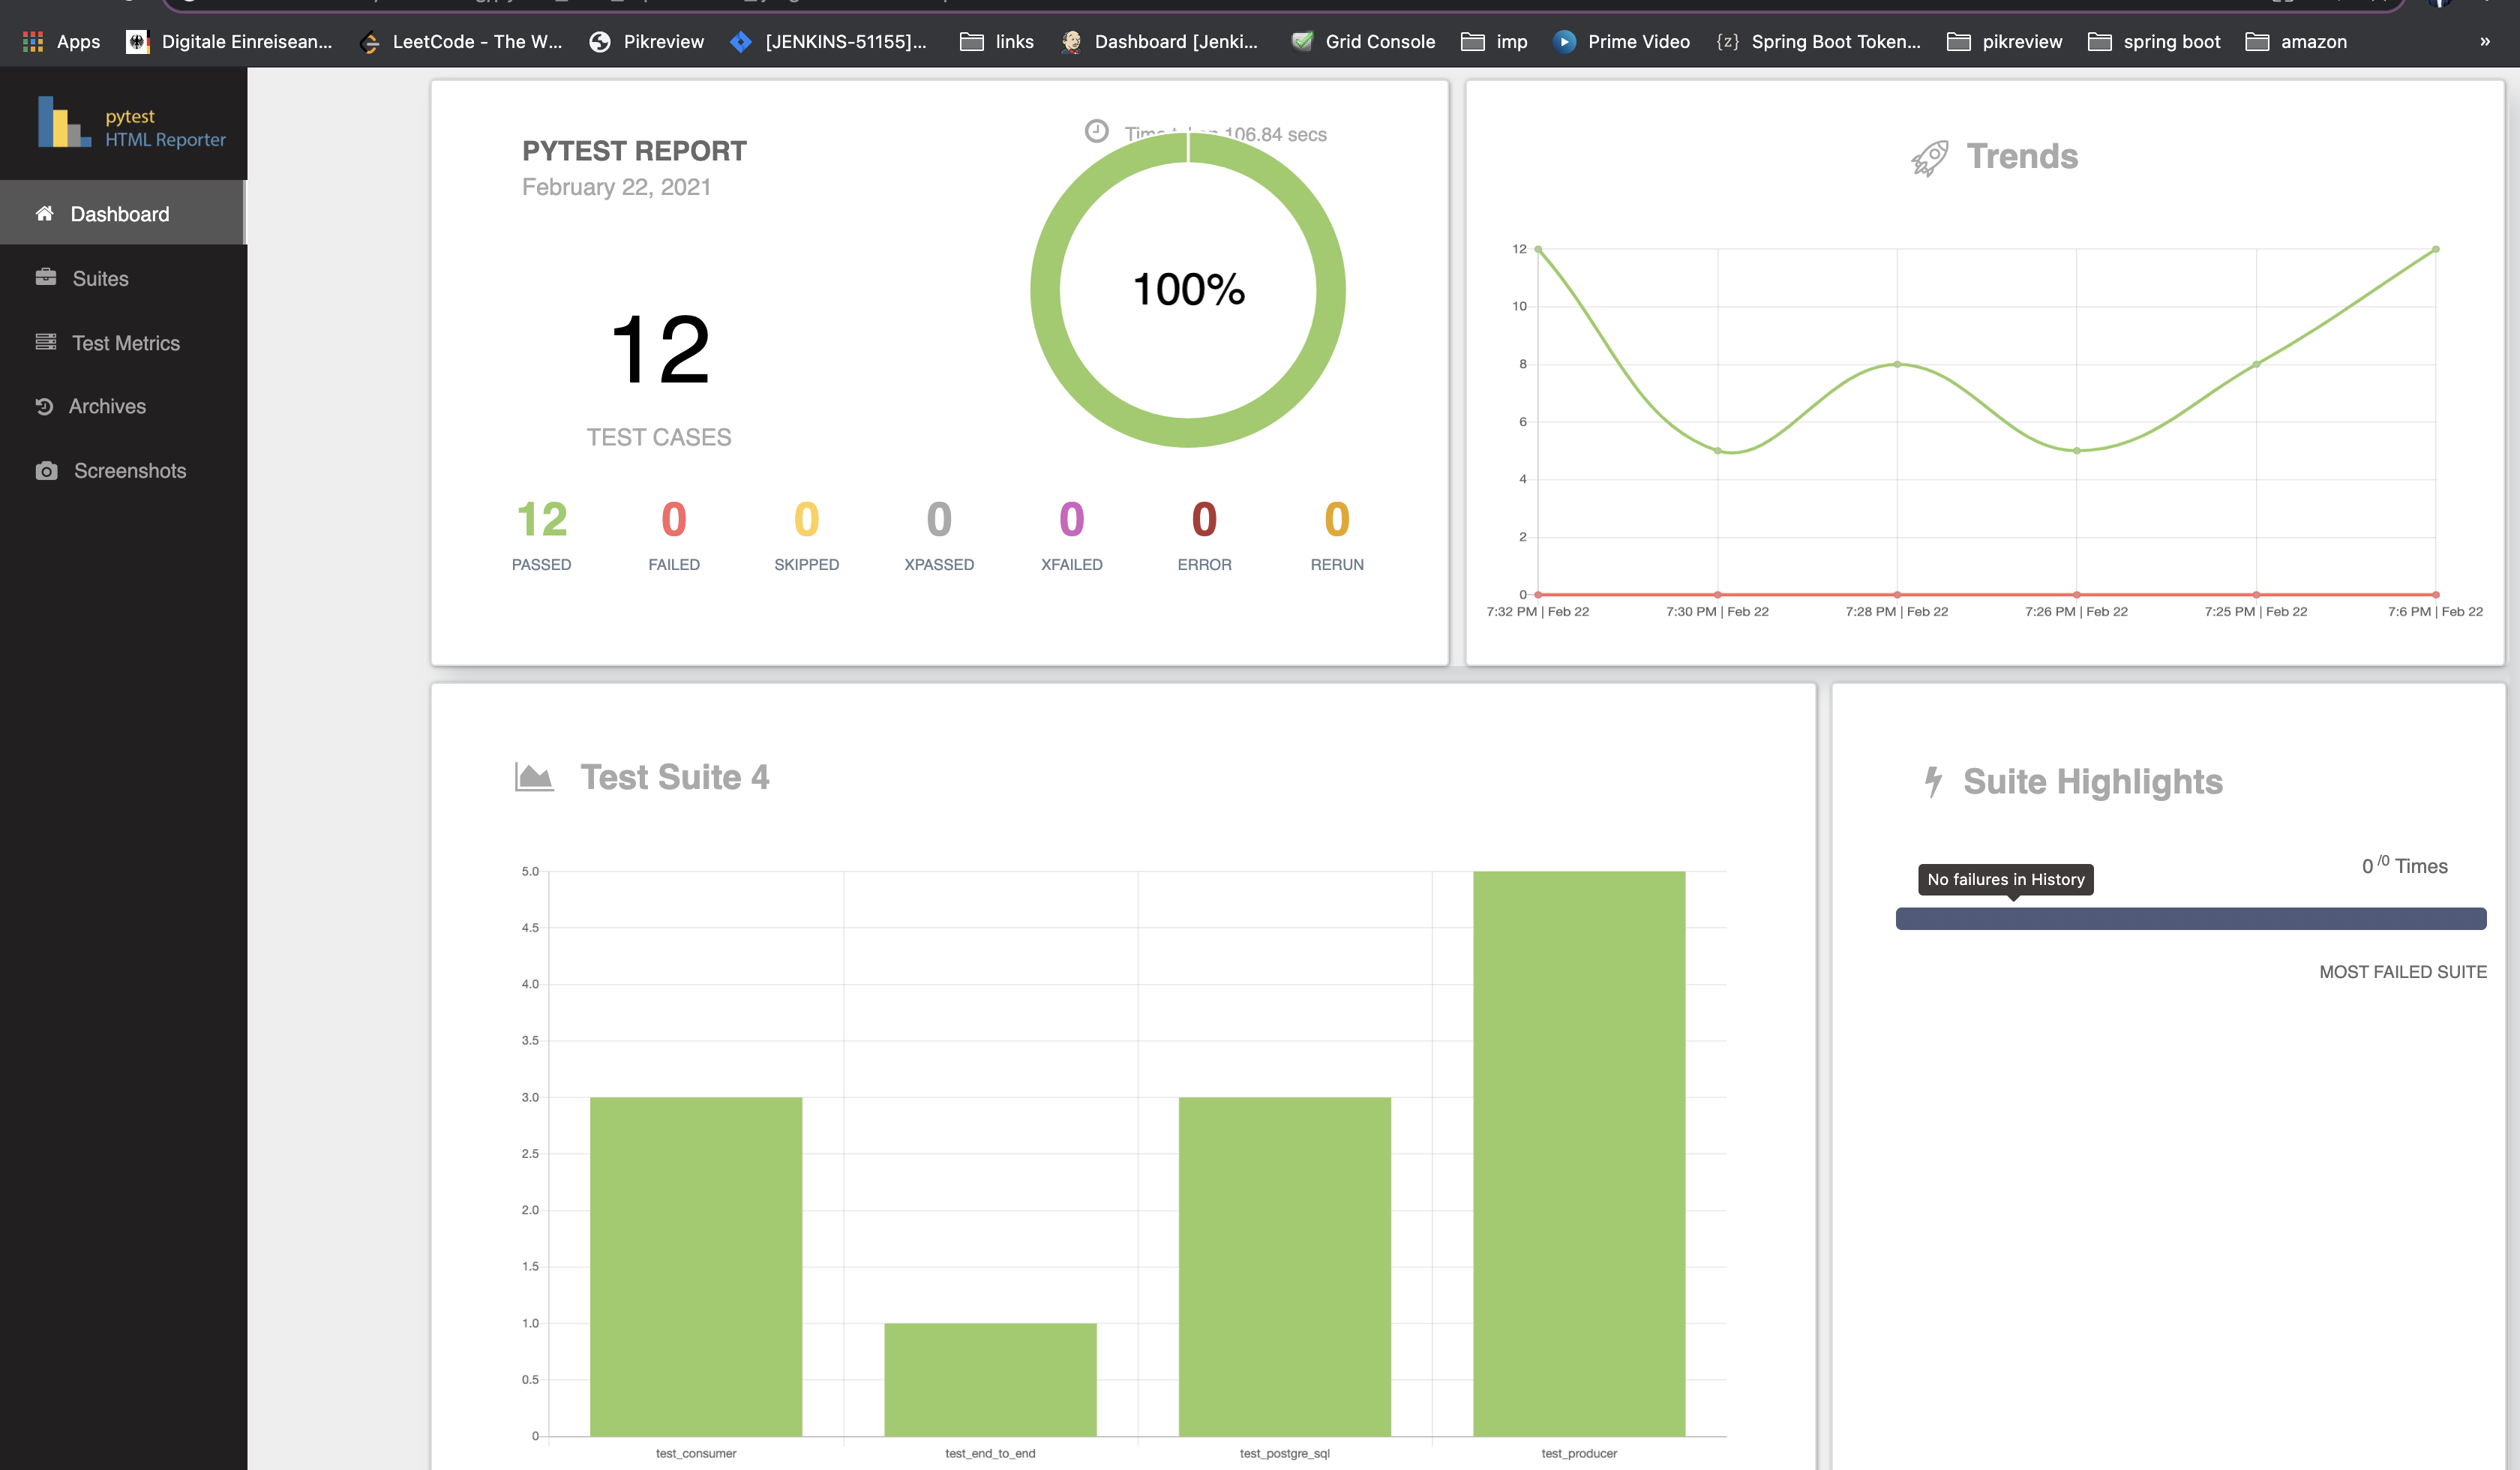 Apps
Digitale Einreisean...
LeetCode - The W...
Pikreview
[JENKINS-51155]...
links
Dashboard [Jenki...
Grid Console
imp
Prime Video
{z} Spring Boot Token...
pikreview
spring boot
amazon
»
pytest
HTML Reporter
Dashboard
Suites
Test Metrics
Archives
Screenshots
PYTEST REPORT
February 22, 2021
106.84 secs
100%
12
TEST CASES
12 0 0 0 0 0 0
PASSED FAILED SKIPPED XPASSED XFAILED ERROR RERUN
Trends
12
10
8
6
4
2
0
7:32 PM | Feb 22 7:30 PM | Feb 22 7:28 PM | Feb 22 7:26 PM | Feb 22 7:25 PM | Feb 22 7:6 PM | Feb 22
Test Suite 4
5.0
4.5
4.0
3.5
3.0
2.5
2.0
1.5
1.0
0.5
0
test_consumer test_end_to_end test_postgre_sql test_producer
Suite Highlights
0 /0 Times
No failures in History
MOST FAILED SUITE